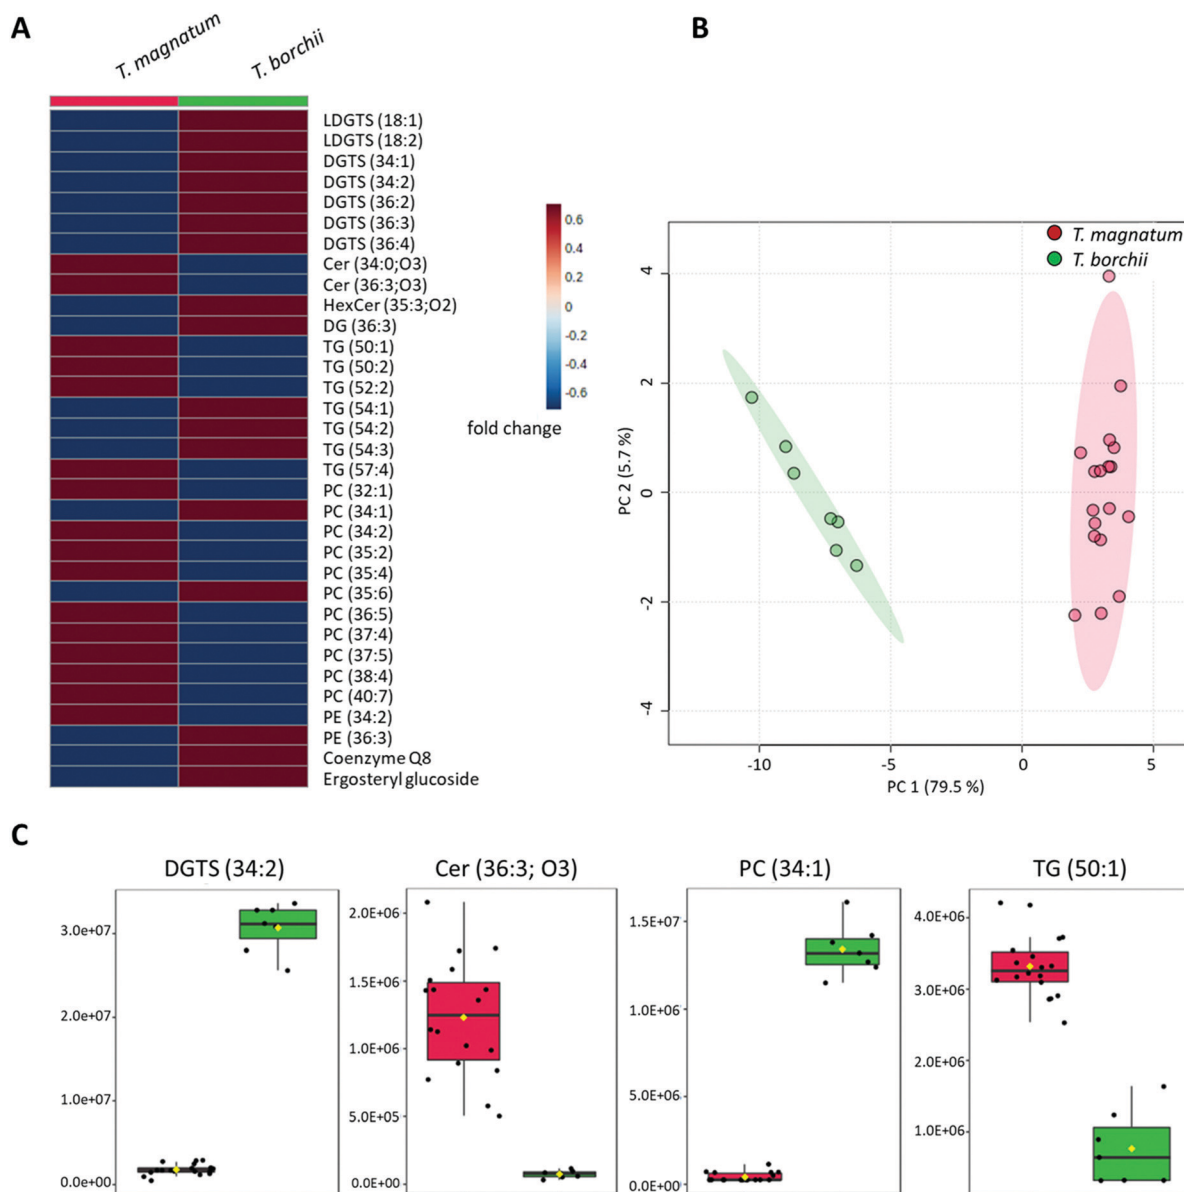 A
B
T. magnatum
T. borchii
LDGTS (18:1)
LDGTS (18:2)
DGTS (34:1)
DGTS (34:2)
DGTS (36:2)
DGTS (36:3)
DGTS (36:4)
Cer (34:0;O3)
Cer (36:3;O3)
HexCer (35:3;O2)
DG (36:3)
TG (50:1)
TG (50:2)
TG (52:2)
TG (54:1)
TG (54:2)
TG (54:3)
TG (57:4)
PC (32:1)
PC (34:1)
PC (34:2)
PC (35:2)
PC (35:4)
PC (35:6)
PC (36:5)
PC (37:4)
PC (37:5)
PC (38:4)
PC (40:7)
PE (34:2)
PE (36:3)
Coenzyme Q8
Ergosteryl glucoside
0.6
0.4
0.2
0
-0.2
-0.4
-0.6
fold change
T. magnatum
T. borchii
PC 2 (5.7 %)
4
2
0
-2
-4
-10
-5
0
5
PC 1 (79.5 %)
C
DGTS (34:2)
3.0e+07
2.0e+07
1.0e+07
0.0e+00
Cer (36:3; O3)
2.0E+06
1.5E+06
1.0E+06
5.0E+05
0.0E+00
PC (34:1)
1.5E+07
1.0E+06
5.0E+06
0.0E+00
TG (50:1)
4.0E+06
3.0E+06
2.0E+06
1.0E+06